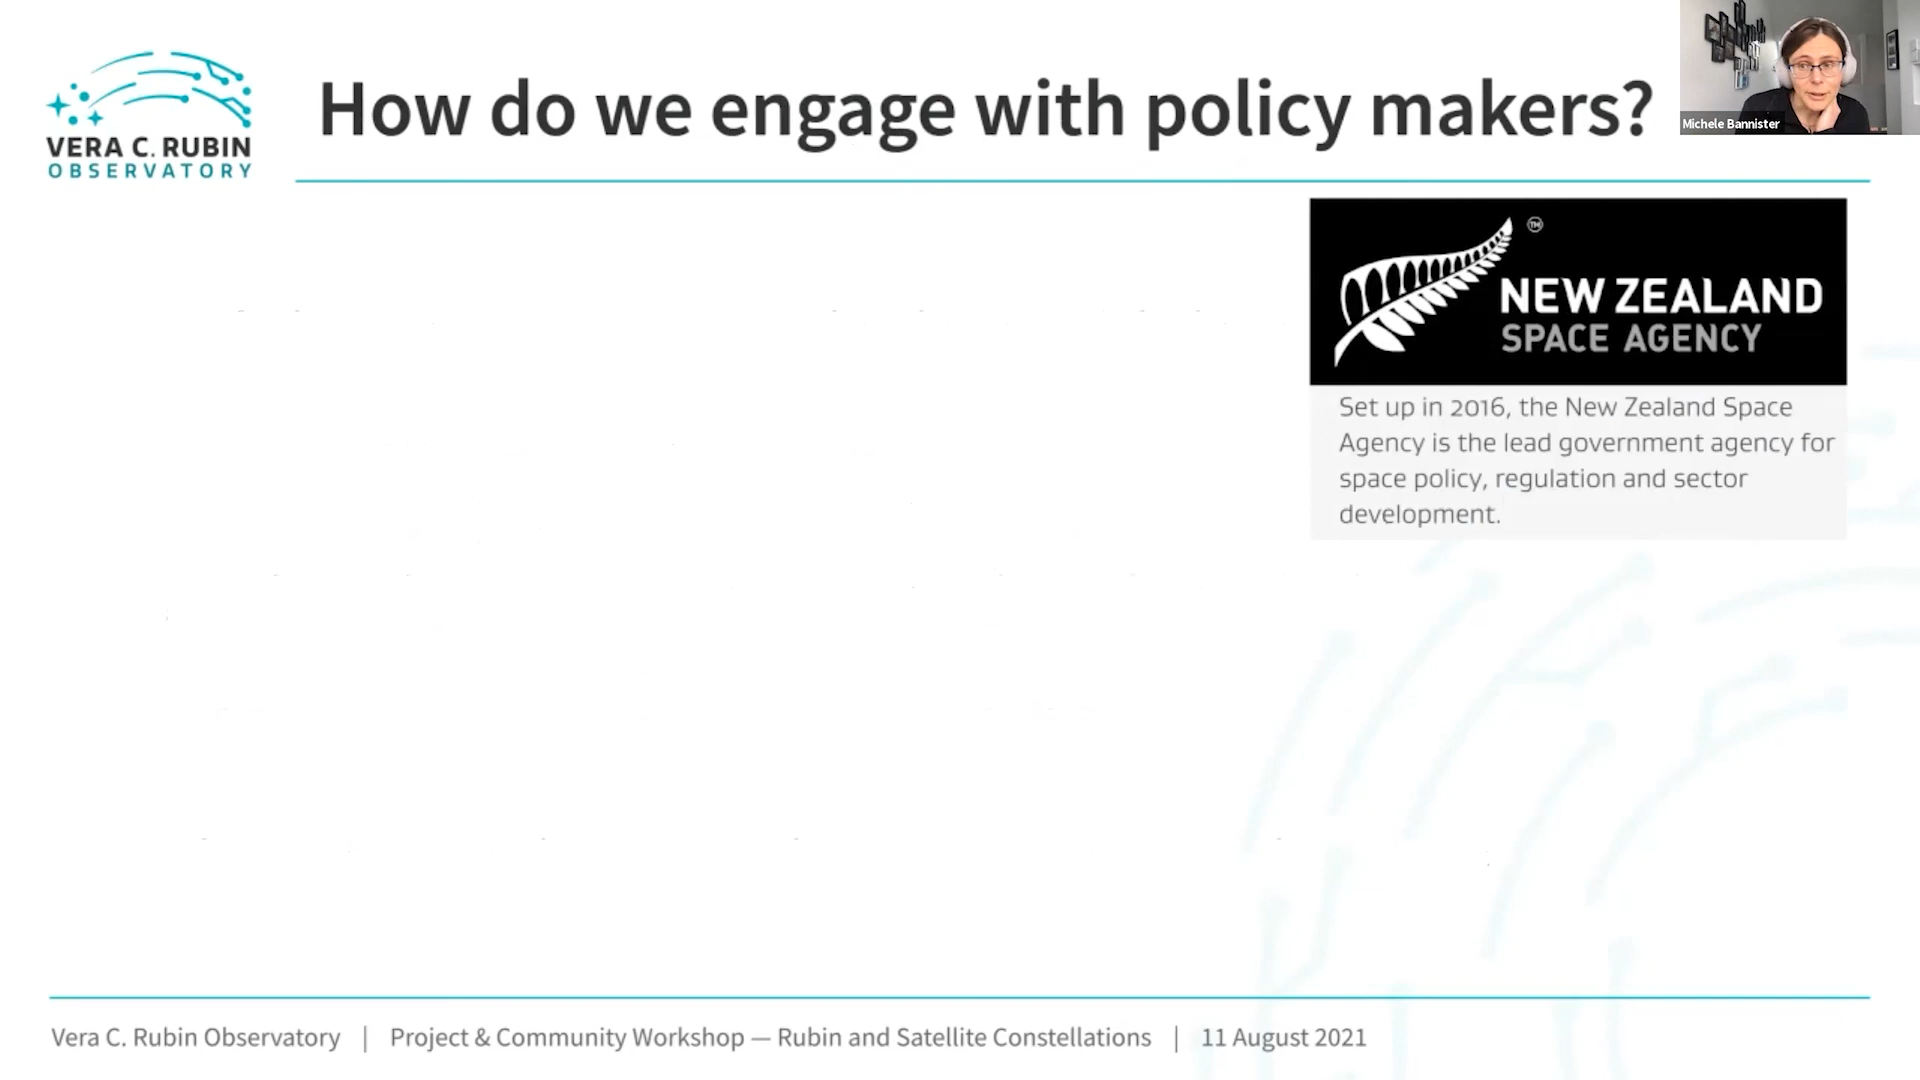 VERA C. RUBIN
OBSERVATORY
How do we engage with policy makers?
Michele Bannister
NEW ZEALAND
SPACE AGENCY
TM
Set up in 2016, the New Zealand Space
Agency is the lead government agency for
space policy, regulation and sector
development.
Vera C. Rubin Observatory | Project & Community Workshop — Rubin and Satellite Constellations | 11 August 2021